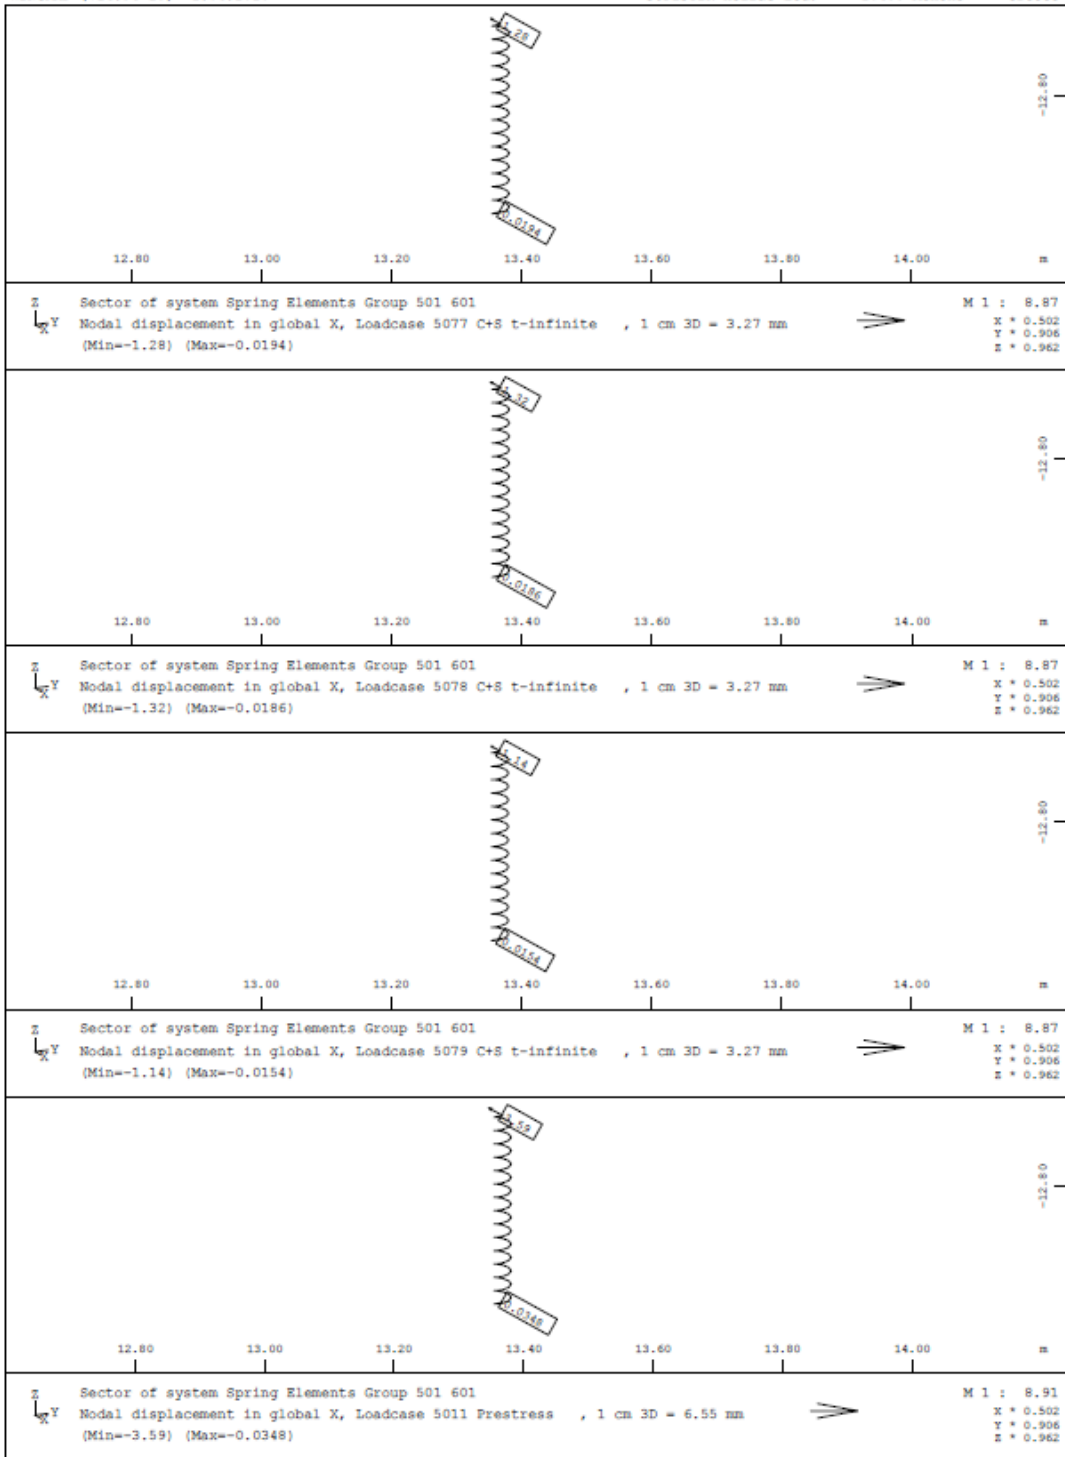 1.28
-12.80
0.0194
12.80 13.00 13.20 13.40 13.60 13.80 14.00 m
Z Sector of system Spring Elements Group 501 601 M 1 : 8.87
X Y Nodal displacement in global X, Loadcase 5077 C+S t-infinite , 1 cm 3D = 3.27 mm X * 0.502
Y * 0.906
(Min=-1.28) (Max=-0.0194) Z * 0.962
1.32
-12.80
0.0186
12.80 13.00 13.20 13.40 13.60 13.80 14.00 m
Z Sector of system Spring Elements Group 501 601 M 1 : 8.87
X Y Nodal displacement in global X, Loadcase 5078 C+S t-infinite , 1 cm 3D = 3.27 mm X * 0.502
Y * 0.906
(Min=-1.32) (Max=-0.0186) Z * 0.962
1.14
-12.80
0.0154
12.80 13.00 13.20 13.40 13.60 13.80 14.00 m
Z Sector of system Spring Elements Group 501 601 M 1 : 8.87
X Y Nodal displacement in global X, Loadcase 5079 C+S t-infinite , 1 cm 3D = 3.27 mm X * 0.502
Y * 0.906
(Min=-1.14) (Max=-0.0154) Z * 0.962
3.59
-12.80
0.0348
12.80 13.00 13.20 13.40 13.60 13.80 14.00 m
Z Sector of system Spring Elements Group 501 601 M 1 : 8.91
X Y Nodal displacement in global X, Loadcase 5011 Prestress , 1 cm 3D = 6.55 mm X * 0.502
Y * 0.906
(Min=-3.59) (Max=-0.0348) Z * 0.962